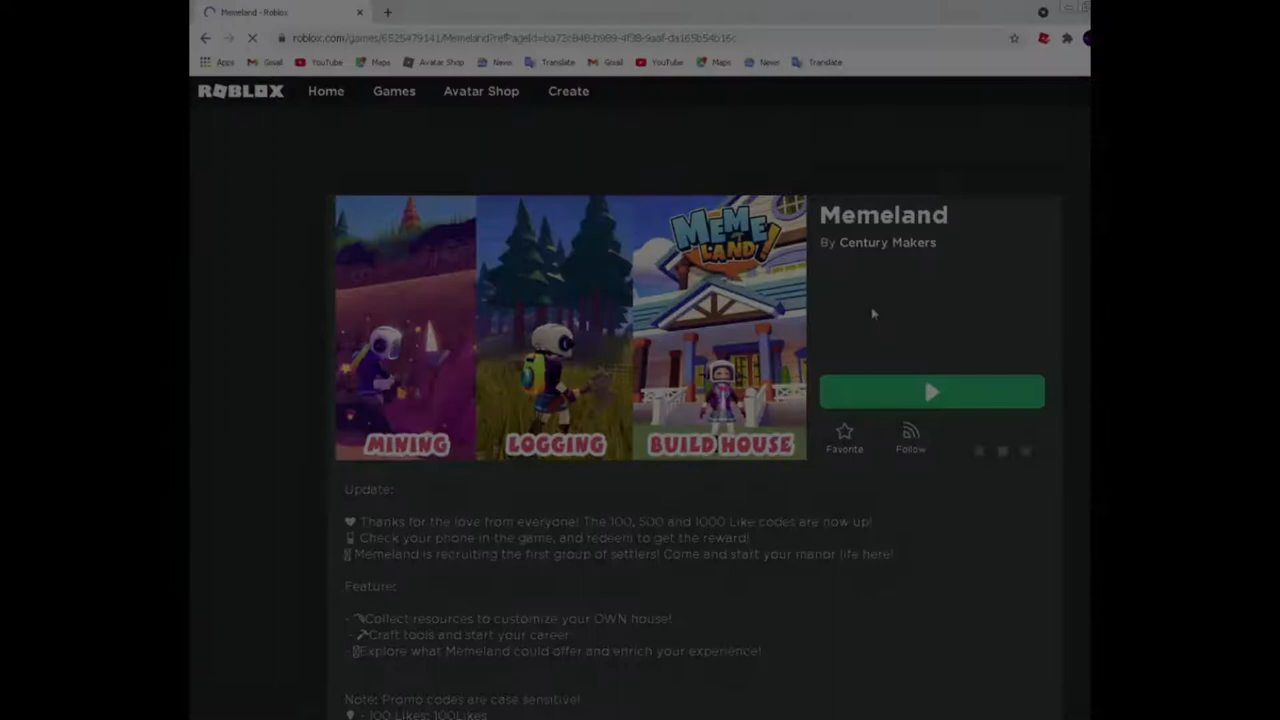 Memeland - Roblox
roblox.com/games/6525479141/Memeland?refPageId=ba72c848-b989-4f38-9aaf-da165b54b16c
Apps Gmail YouTube Maps Avatar Shop News Translate Gmail YouTube Maps News Translate
ROBLOX Home Games Avatar Shop Create
MEME LAND!
MINING LOGGING BUILD HOUSE
Memeland
By Century Makers
Favorite Follow
Update:
Thanks for the love from everyone! The 100, 500 and 1000 Like codes are now up!
Check your phone in the game, and redeem to get the reward!
Memeland is recruiting the first group of settlers! Come and start your manor life here!
Feature:
- Collect resources to customize your OWN house!
- Craft tools and start your career
- Explore what Memeland could offer and enrich your experience!
Note: Promo codes are case sensitive!
- 100 Likes: 100Likes